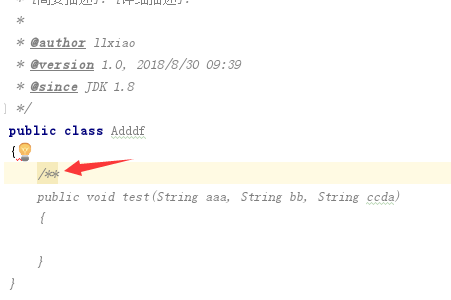 *
* @author llxiao
* @version 1.0, 2018/8/30 09:39
* @since JDK 1.8
*/
public class Adddf
{
/**
public void test(String aaa, String bb, String ccda)
{
}
}